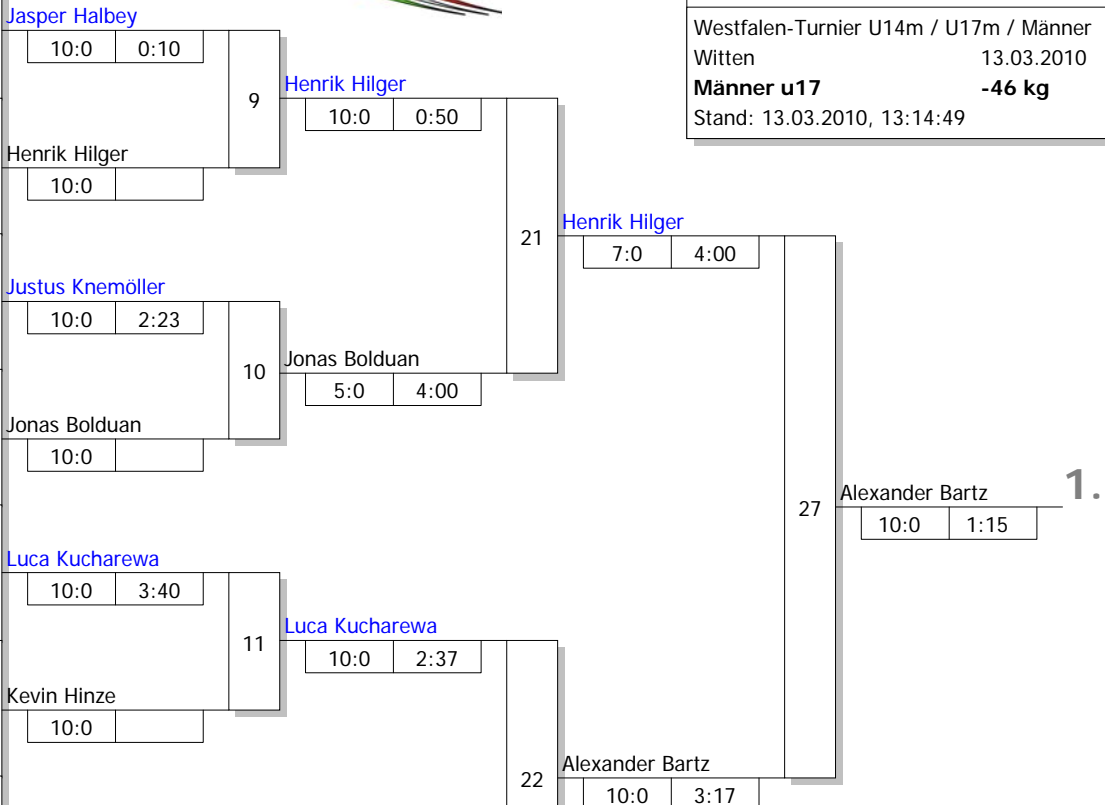 Jasper Halbey
10:0 0:10
Westfalen-Turnier U14m / U17m / Männer
Witten 13.03.2010
Männer u17 -46 kg
Stand: 13.03.2010, 13:14:49
9
Henrik Hilger
10:0 0:50
Henrik Hilger
10:0
21
Henrik Hilger
7:0 4:00
Justus Knemöller
10:0 2:23
10
Jonas Bolduan
5:0 4:00
Jonas Bolduan
10:0
27
Alexander Bartz 1.
10:0 1:15
Luca Kucharewa
10:0 3:40
11
Luca Kucharewa
10:0 2:37
Kevin Hinze
10:0
22
Alexander Bartz
10:0 3:17